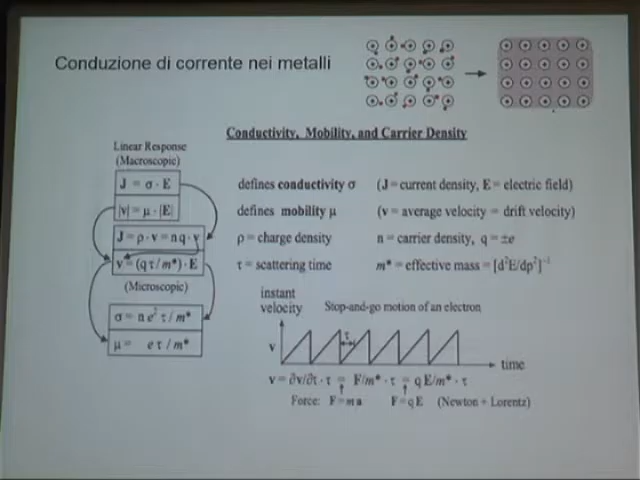 Conduzione di corrente nei metalli
Conductivity, Mobility, and Carrier Density
Linear Response
(Macroscopic)
J = σ · E
|v| = μ · |E|
J = ρ · v = n q · v
v = (q τ / m*) · E
(Microscopic)
σ = n e² τ / m*
μ = e τ / m*
defines conductivity σ (J = current density, E = electric field)
defines mobility μ (v = average velocity = drift velocity)
ρ = charge density n = carrier density, q = ±e
τ = scattering time m* = effective mass = [d²E/dp²]⁻¹
instant
velocity
Stop-and-go motion of an electron
τ
v
time
v = ∂v/∂t · τ = F/m* · τ = q E/m* · τ
Force: F = m a F = q E (Newton + Lorentz)